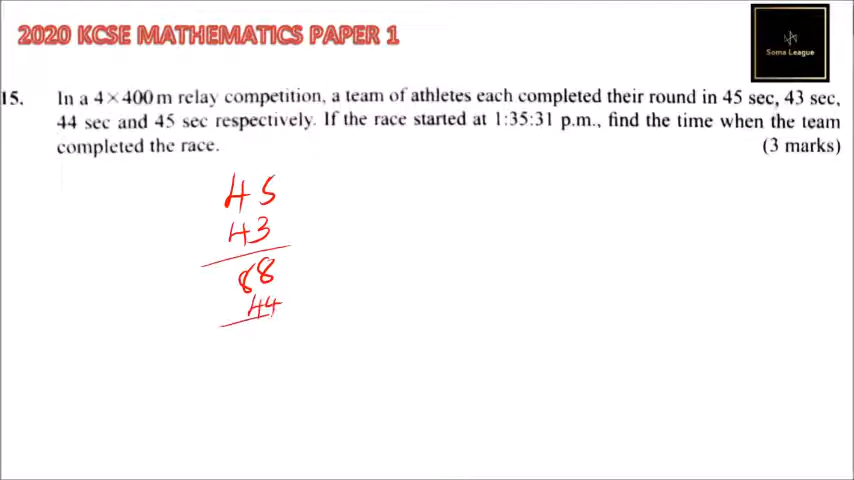 2020 KCSE MATHEMATICS PAPER 1
Soma League
15. In a 4×400 m relay competition, a team of athletes each completed their round in 45 sec, 43 sec,
44 sec and 45 sec respectively. If the race started at 1:35:31 p.m., find the time when the team
completed the race. (3 marks)
45
43
88
44